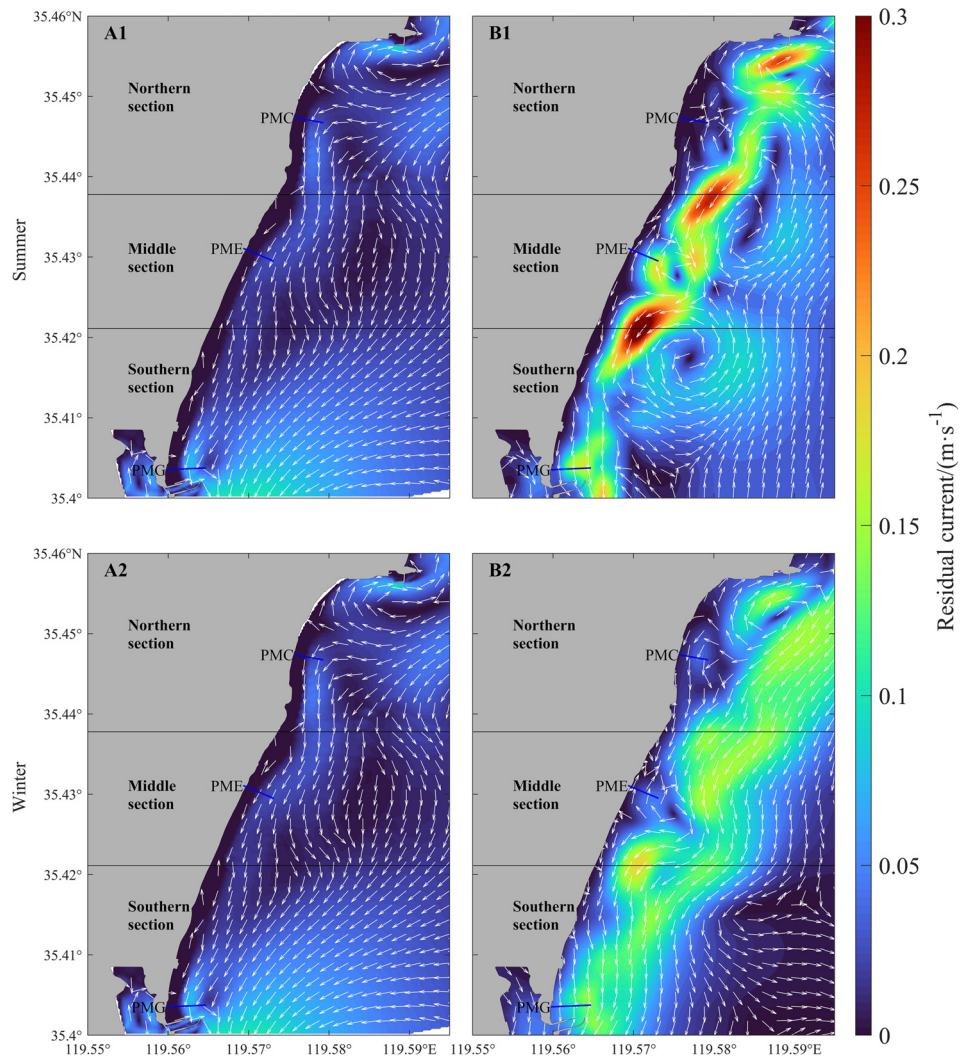 35.46°N
35.45°
35.44°
35.43°
35.42°
35.41°
35.4°
Summer
A1
Northern
section
PMC
Middle
section
PME
Southern
section
PMG
B1
Northern
section
PMC
Middle
section
PME
Southern
section
PMG
35.46°N
35.45°
35.44°
35.43°
35.42°
35.41°
35.4°
Winter
A2
Northern
section
PMC
Middle
section
PME
Southern
section
PMG
119.55°
119.56°
119.57°
119.58°
119.59°E
B2
Northern
section
PMC
Middle
section
PME
Southern
section
PMG
119.55°
119.56°
119.57°
119.58°
119.59°E
0.3
0.25
0.2
0.15
0.1
0.05
0
Residual current/(m·s⁻¹)